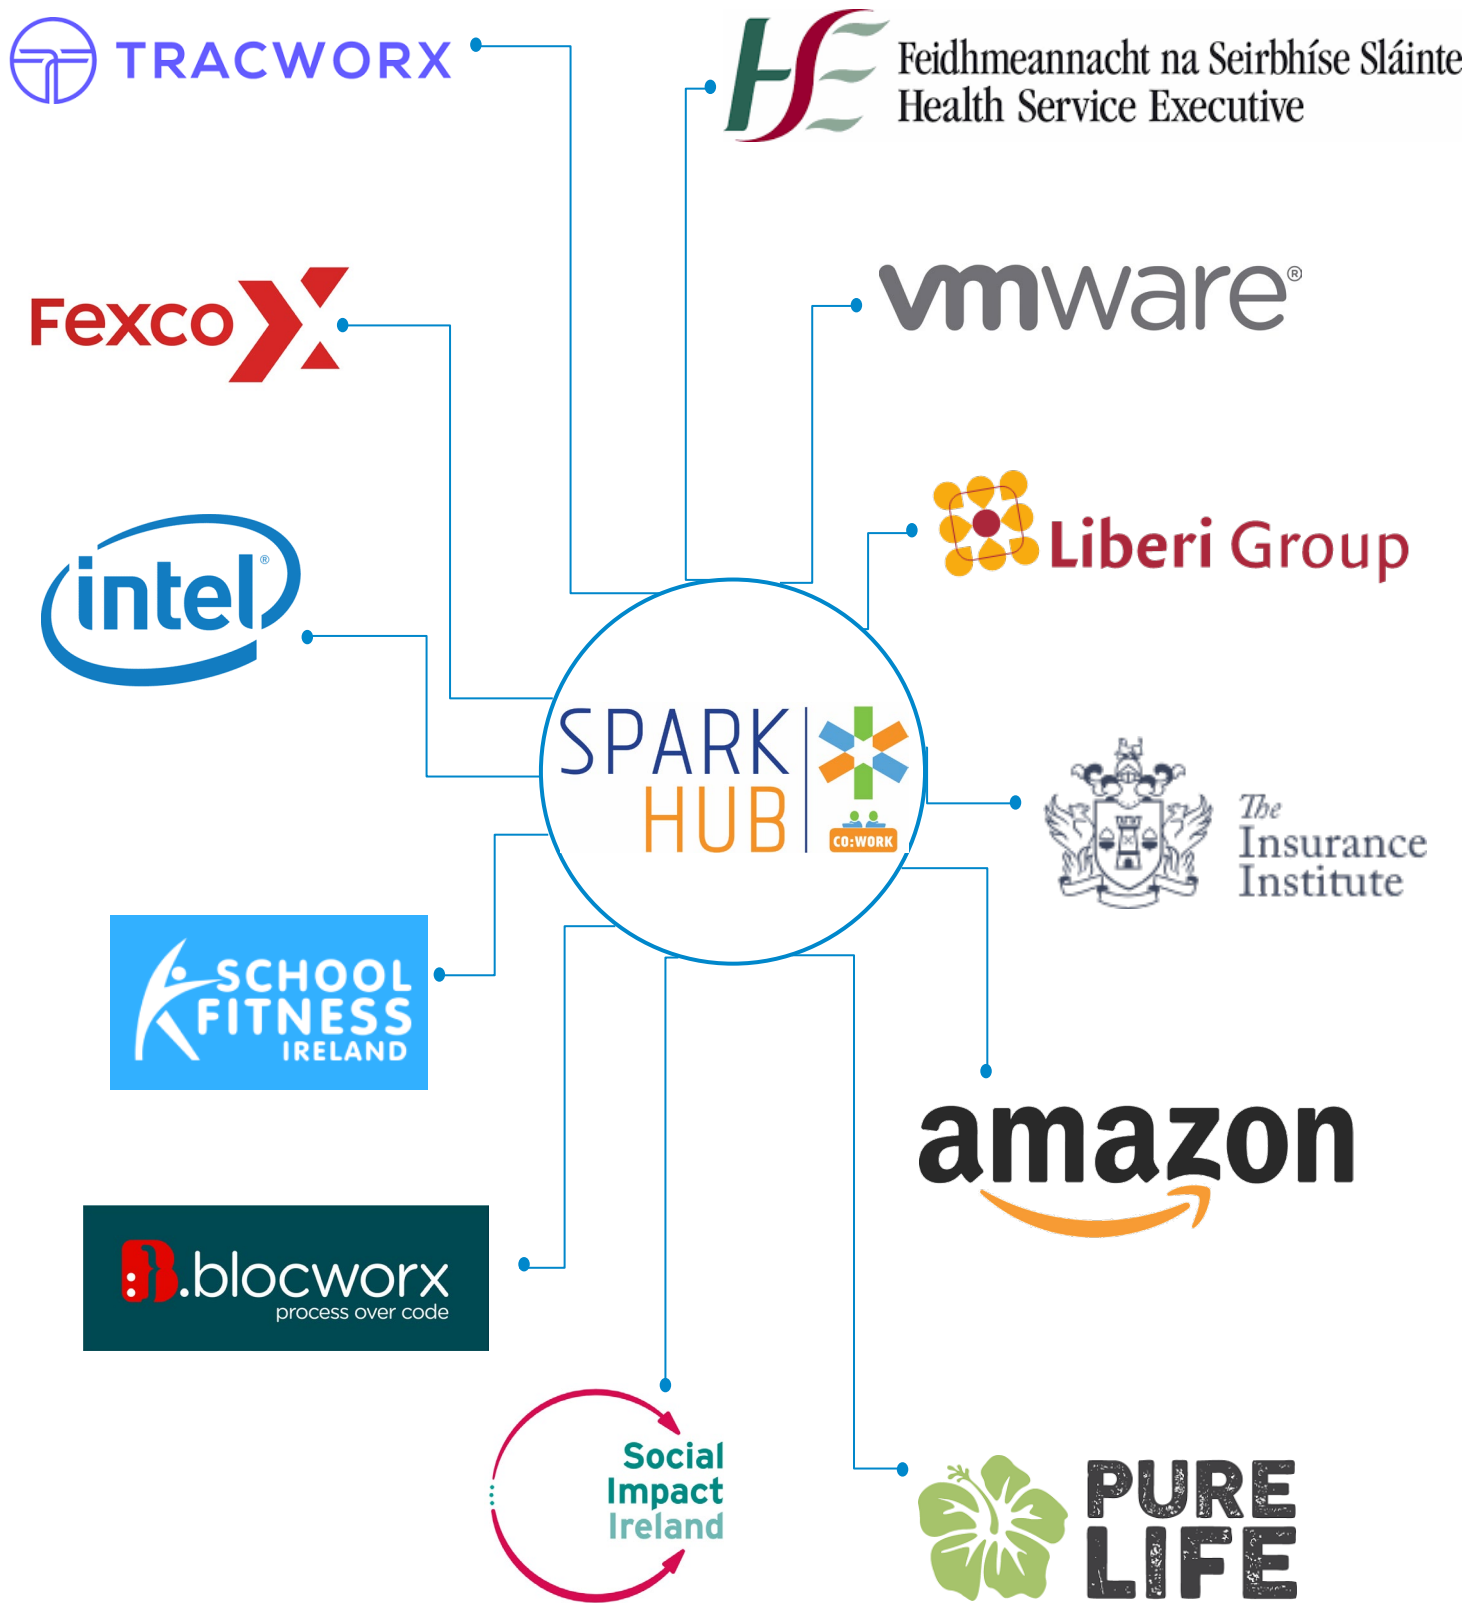 TRACWORX
HSE
Feidhmeannacht na Seirbhíse Sláinte
Health Service Executive
Fexco
vmware®
intel®
Liberi Group
SPARK
HUB
CO:WORK
The
Insurance
Institute
SCHOOL
FITNESS
IRELAND
amazon
B.blocworx
process over code
Social
Impact
Ireland
PURE
LIFE